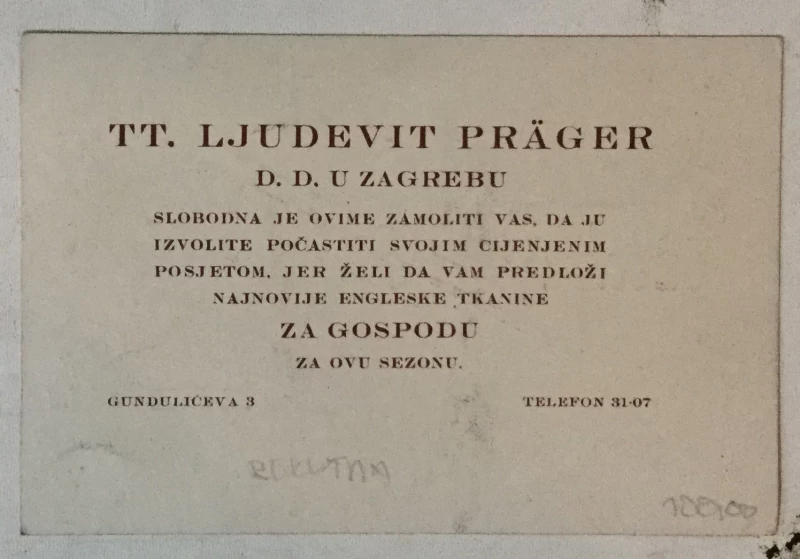 TT. LJUDEVIT PRÄGER
D. D. U ZAGREBU
SLOBODNA JE OVIME ZAMOLITI VAS, DA JU
IZVOLITE POČASTITI SVOJIM CIJENJENIM
POSJETOM, JER ŽELI DA VAM PREDLOŽI
NAJNOVIJE ENGLESKE TKANINE
ZA GOSPODU
ZA OVU SEZONU.
GUNDULIĆEVA 3 TELEFON 31-07